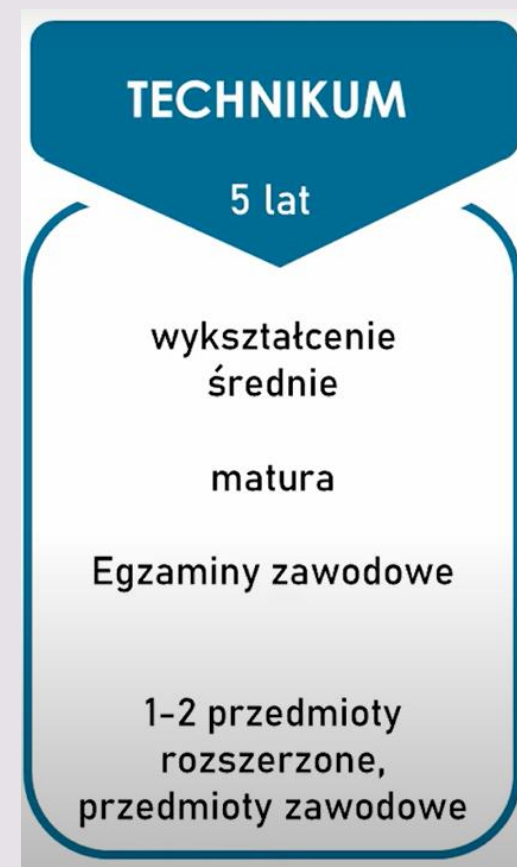 TECHNIKUM
5 lat
wykształcenie
średnie
matura
Egzaminy zawodowe
1-2 przedmioty
rozszerzone,
przedmioty zawodowe